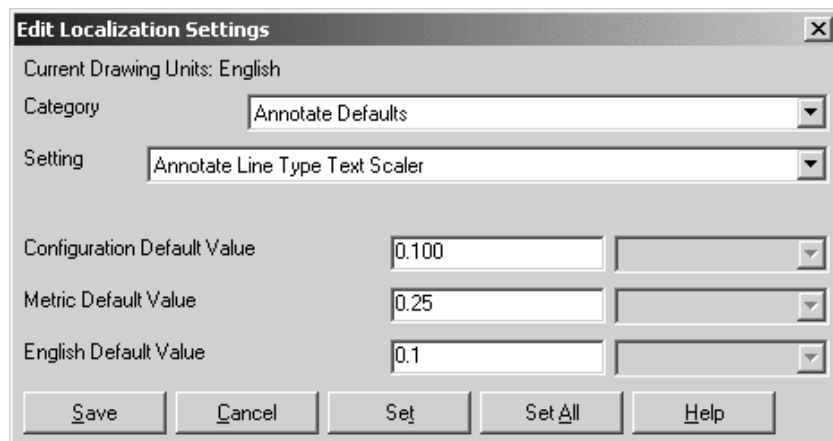 Edit Localization Settings
Current Drawing Units: English
Category Annotate Defaults
Setting Annotate Line Type Text Scaler
Configuration Default Value 0.100
Metric Default Value 0.25
English Default Value 0.1
Save Cancel Set Set All Help